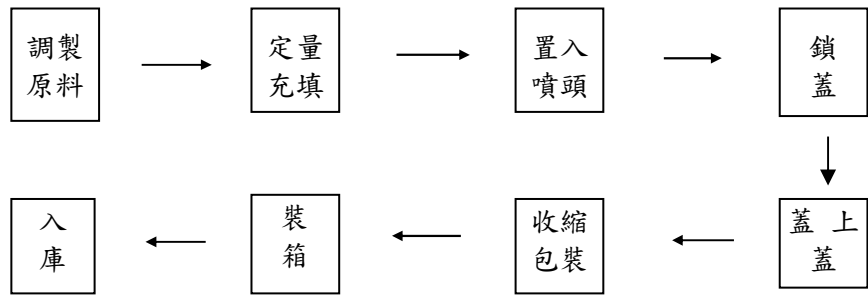 調製
原料
定量
充填
置入
噴頭
鎖
蓋
蓋 上
蓋
收縮
包裝
裝
箱
入
庫